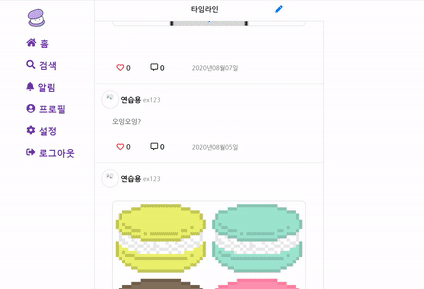 타임라인
홈
검색
알림
프로필
설정
로그아웃
0 0 2020년08월07일
연습용 ex123
오잉오잉?
0 0 2020년08월05일
연습용 ex123